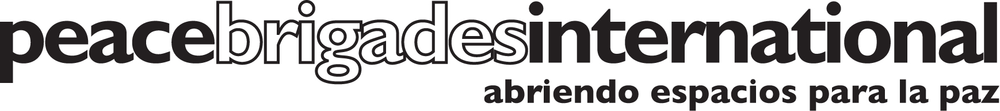 peacebrigadesinternational
abriendo espacios para la paz